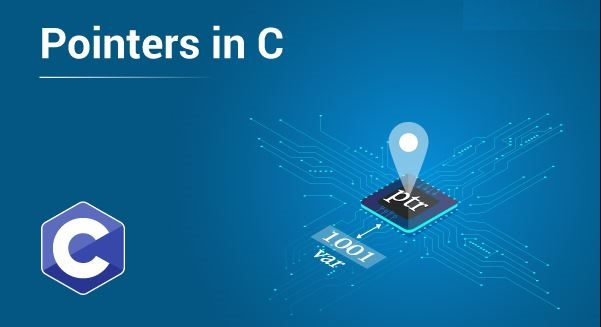 Pointers in C
ptr
1001
var
C